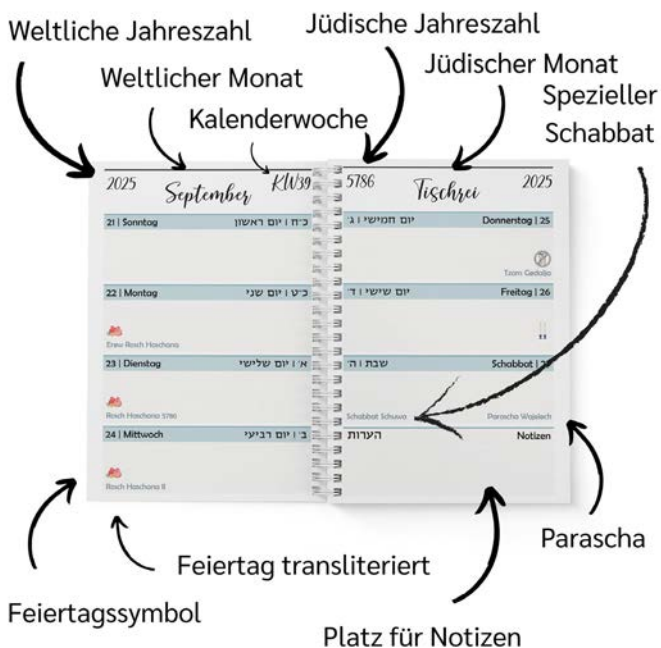 Weltliche Jahreszahl
Jüdische Jahreszahl
Weltlicher Monat
Jüdischer Monat
Kalenderwoche
Spezieller
Schabbat
2025
September
KW39
21 | Sonntag
כ״ח | יום ראשון
22 | Montag
כ״ט | יום שני
Erew Rosch Haschana
23 | Dienstag
א׳ | יום שלישי
Rosch Haschana 5786
24 | Mittwoch
ב׳ | יום רביעי
Rosch Haschana II
5786
Tischrei
2025
יום חמישי | ג׳
Donnerstag | 25
Tzom Gedalja
יום שישי | ד׳
Freitag | 26
שבת | ה׳
Schabbat |
Schabbat Schuwa
Parascha Wajelech
הערות
Notizen
Parascha
Feiertag transliteriert
Feiertagssymbol
Platz für Notizen